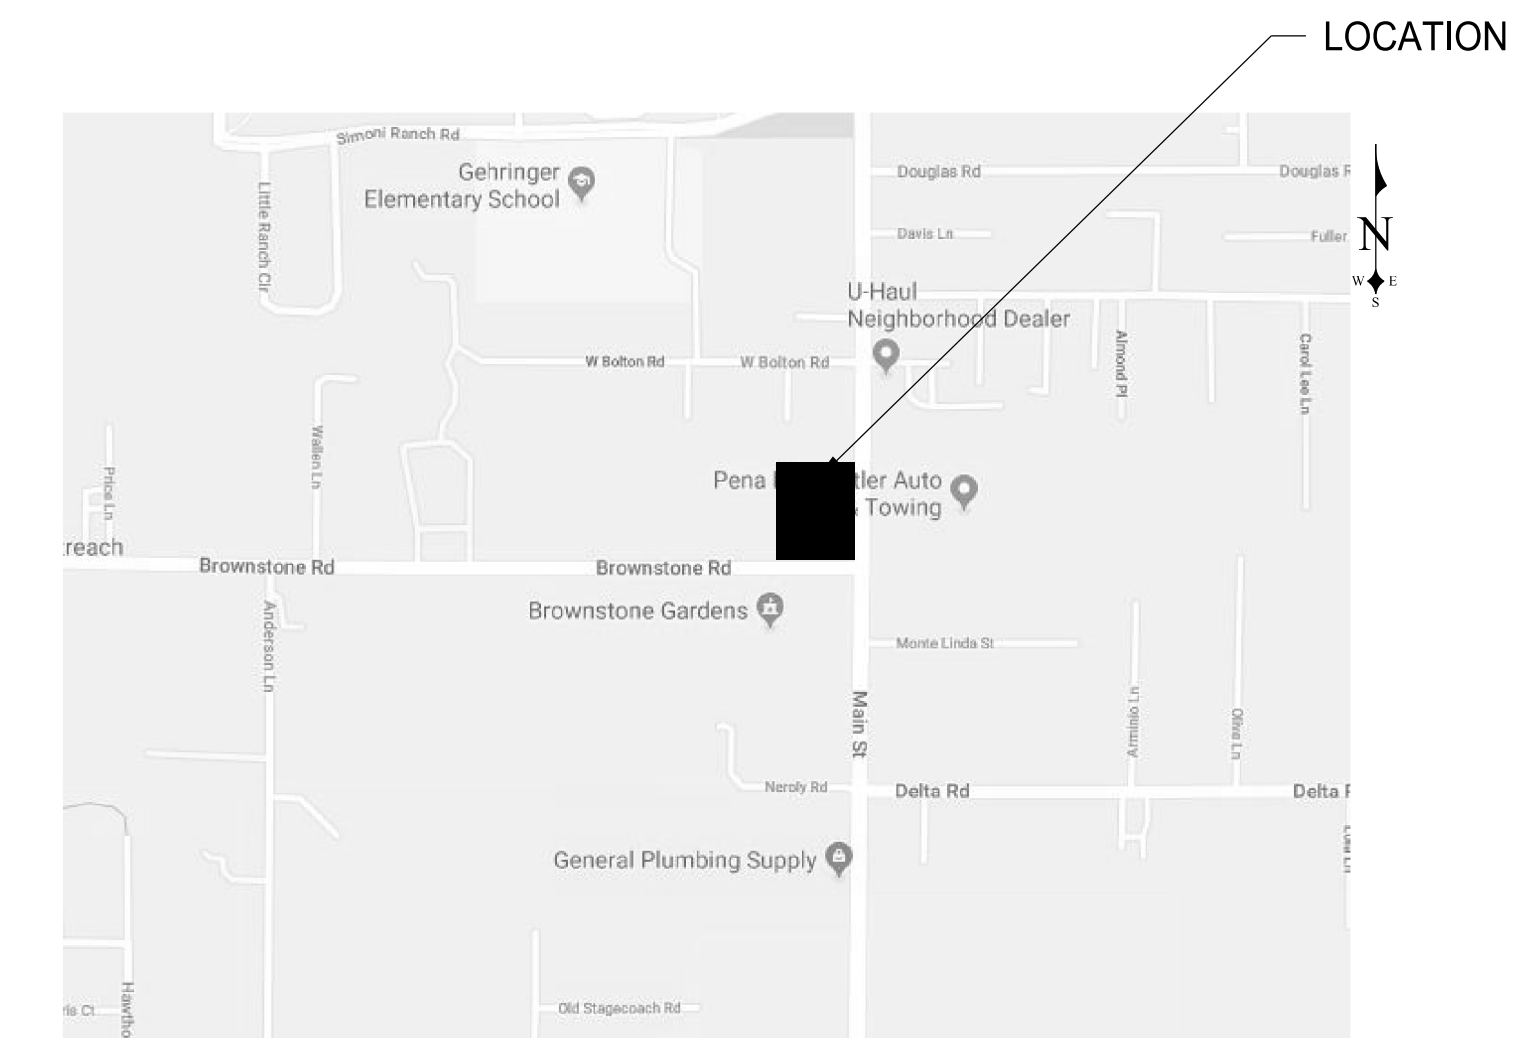 LOCATION
Simoni Ranch Rd
Gehringer
Elementary School
Douglas Rd
Douglas R
Little Ranch Cir
Davis Ln
Fuller
N
W E
S
U-Haul
Neighborhood Dealer
W Bolton Rd
W Bolton Rd
Almond Pl
Carol Lee Ln
Wallen Ln
Price Ln
Pena
tler Auto
Towing
reach
Brownstone Rd
Brownstone Rd
Brownstone Gardens
Anderson Ln
Monte Linda St
Main St
Arminio Ln
Olive Ln
Neroly Rd
Delta Rd
Delta R
General Plumbing Supply
Old Stagecoach Rd
Hawtho
Ct